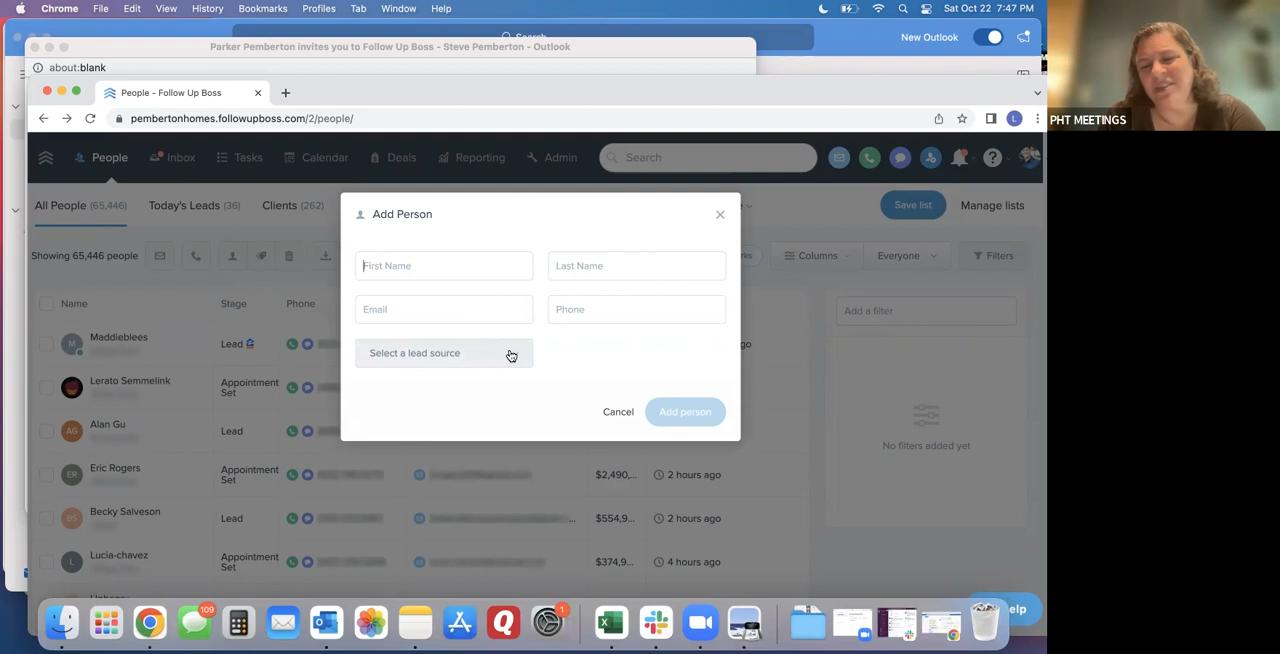 Chrome File Edit View History Bookmarks Profiles Tab Window Help Sat Oct 22 7:47 PM
Search New Outlook
Parker Pemberton invites you to Follow Up Boss - Steve Pemberton - Outlook
about:blank
People - Follow Up Boss
pembertonhomes.followupboss.com/2/people/ L
PHT MEETINGS
People Inbox Tasks Calendar Deals Reporting Admin Search
All People (65,446) Today's Leads (36) Clients (262) Save list Manage lists
Add Person
Showing 65,446 people Columns Everyone Filters
First Name Last Name
Name Stage Phone Add a filter
Email Phone
M Maddieblees Lead
Select a lead source
Lerato Semmelink Appointment Set
AG Alan Gu Lead
Cancel Add person
No filters added yet
ER Eric Rogers Appointment Set $2,490,... 2 hours ago
BS Becky Salveson Lead ... $554,9... 2 hours ago
L Lucia-chavez Appointment Set $374,9... 4 hours ago
109 1